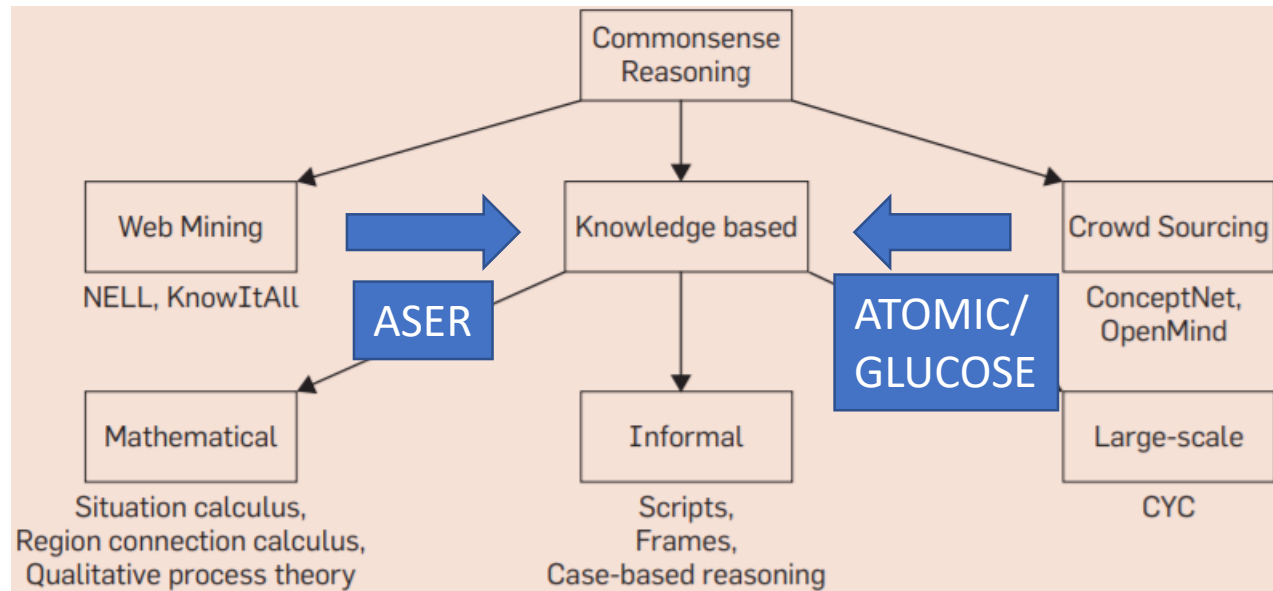 Commonsense
Reasoning
Web Mining
Knowledge based
Crowd Sourcing
NELL, KnowItAll
ASER
ATOMIC/
GLUCOSE
ConceptNet,
OpenMind
Mathematical
Informal
Large-scale
Situation calculus,
Region connection calculus,
Qualitative process theory
Scripts,
Frames,
Case-based reasoning
CYC